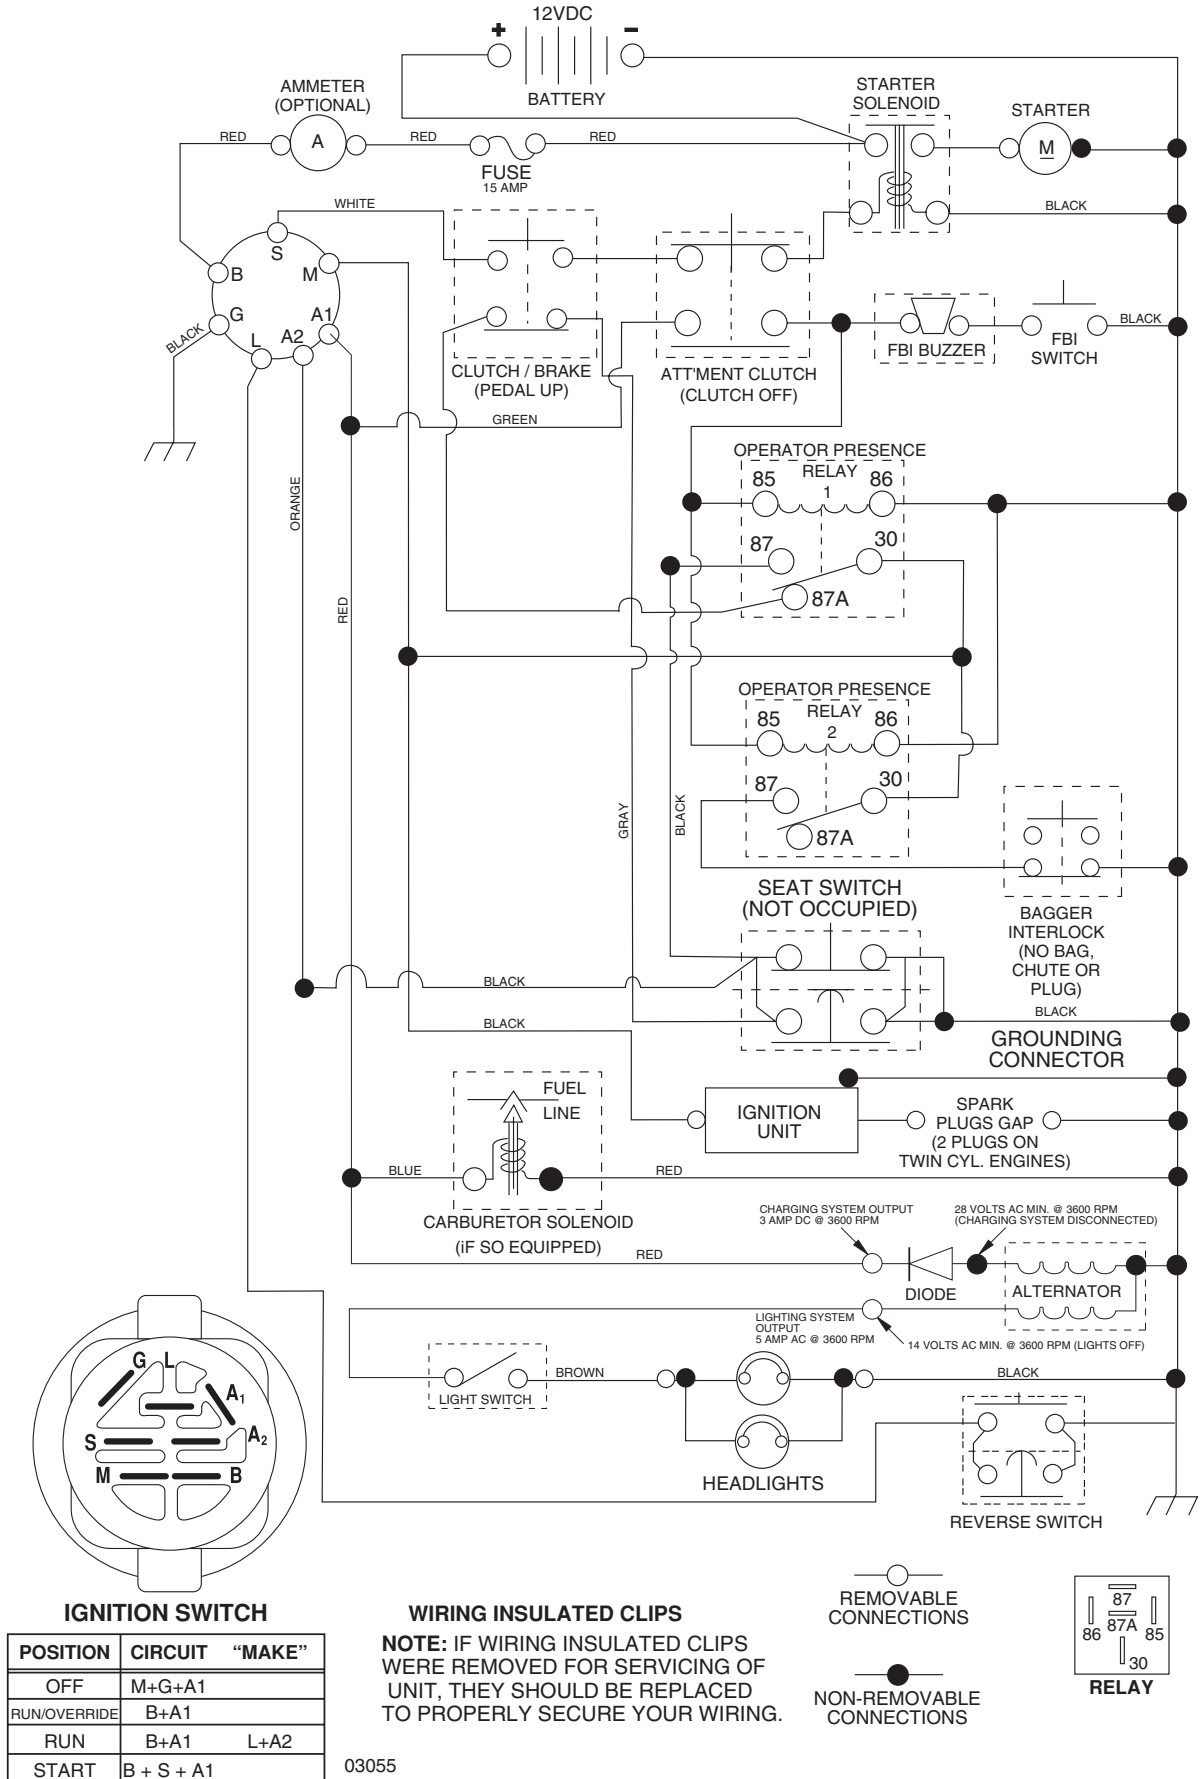 12VDC
+ −
BATTERY
AMMETER
(OPTIONAL)
A
RED
RED
RED
FUSE
15 AMP
STARTER
SOLENOID
STARTER
M
BLACK
WHITE
S
B
M
G
A1
L
A2
BLACK
CLUTCH / BRAKE
(PEDAL UP)
ATT'MENT CLUTCH
(CLUTCH OFF)
FBI BUZZER
FBI
SWITCH
BLACK
GREEN
ORANGE
RED
OPERATOR PRESENCE
RELAY
1
85
86
87
30
87A
OPERATOR PRESENCE
RELAY
2
85
86
87
30
87A
GRAY
BLACK
SEAT SWITCH
(NOT OCCUPIED)
BAGGER
INTERLOCK
(NO BAG,
CHUTE OR
PLUG)
BLACK
BLACK
BLACK
GROUNDING
CONNECTOR
FUEL
LINE
IGNITION
UNIT
SPARK
PLUGS GAP
(2 PLUGS ON
TWIN CYL. ENGINES)
BLUE
RED
CARBURETOR SOLENOID
(iF SO EQUIPPED)
CHARGING SYSTEM OUTPUT
3 AMP DC @ 3600 RPM
28 VOLTS AC MIN. @ 3600 RPM
(CHARGING SYSTEM DISCONNECTED)
RED
DIODE
ALTERNATOR
LIGHTING SYSTEM
OUTPUT
5 AMP AC @ 3600 RPM
14 VOLTS AC MIN. @ 3600 RPM (LIGHTS OFF)
LIGHT SWITCH
BROWN
BLACK
HEADLIGHTS
REVERSE SWITCH
G L
A1
S
A2
M
B
IGNITION SWITCH
POSITION CIRCUIT "MAKE"
OFF M+G+A1
RUN/OVERRIDE B+A1
RUN B+A1 L+A2
START B + S + A1
WIRING INSULATED CLIPS
NOTE: IF WIRING INSULATED CLIPS
WERE REMOVED FOR SERVICING OF
UNIT, THEY SHOULD BE REPLACED
TO PROPERLY SECURE YOUR WIRING.
03055
REMOVABLE
CONNECTIONS
NON-REMOVABLE
CONNECTIONS
87
86 87A 85
30
RELAY